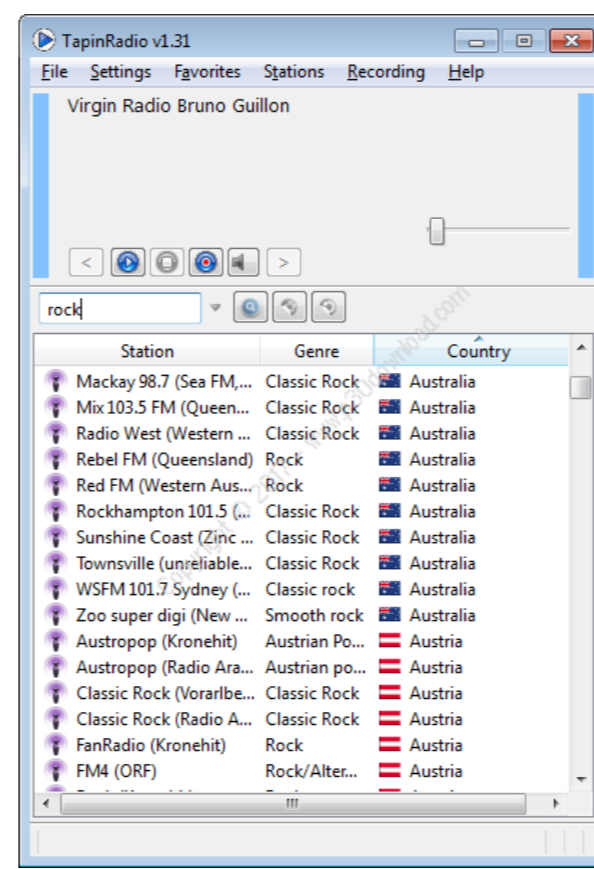 TapinRadio v1.31
File Settings Favorites Stations Recording Help
Virgin Radio Bruno Guillon
< >
rock
Station Genre Country
Mackay 98.7 (Sea FM,... Classic Rock Australia
Mix 103.5 FM (Queen... Classic Rock Australia
Radio West (Western ... Classic Rock Australia
Rebel FM (Queensland) Rock Australia
Red FM (Western Aus... Rock Australia
Rockhampton 101.5 (... Classic Rock Australia
Sunshine Coast (Zinc ... Classic Rock Australia
Townsville (unreliable... Classic Rock Australia
WSFM 101.7 Sydney (... Classic rock Australia
Zoo super digi (New ... Smooth rock Australia
Austropop (Kronehit) Austrian Po... Austria
Austropop (Radio Ara... Austrian po... Austria
Classic Rock (Vorarlbe... Classic Rock Austria
Classic Rock (Radio A... Classic Rock Austria
FanRadio (Kronehit) Rock Austria
FM4 (ORF) Rock/Alter... Austria
Copyright © 2017 - www.p30download.com